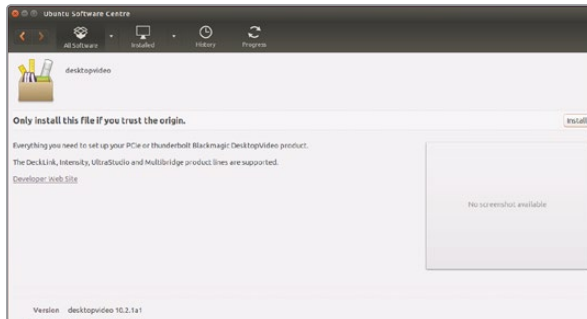 Ubuntu Software Centre
All Software
Installed
History
Progress
desktopvideo
Only install this file if you trust the origin.
Install
Everything you need to set up your PCIe or thunderbolt Blackmagic DesktopVideo product.
The DeckLink, Intensity, UltraStudio and Multibridge product lines are supported.
Developer Web Site
No screenshot available
Version desktopvideo 10.2.1a1